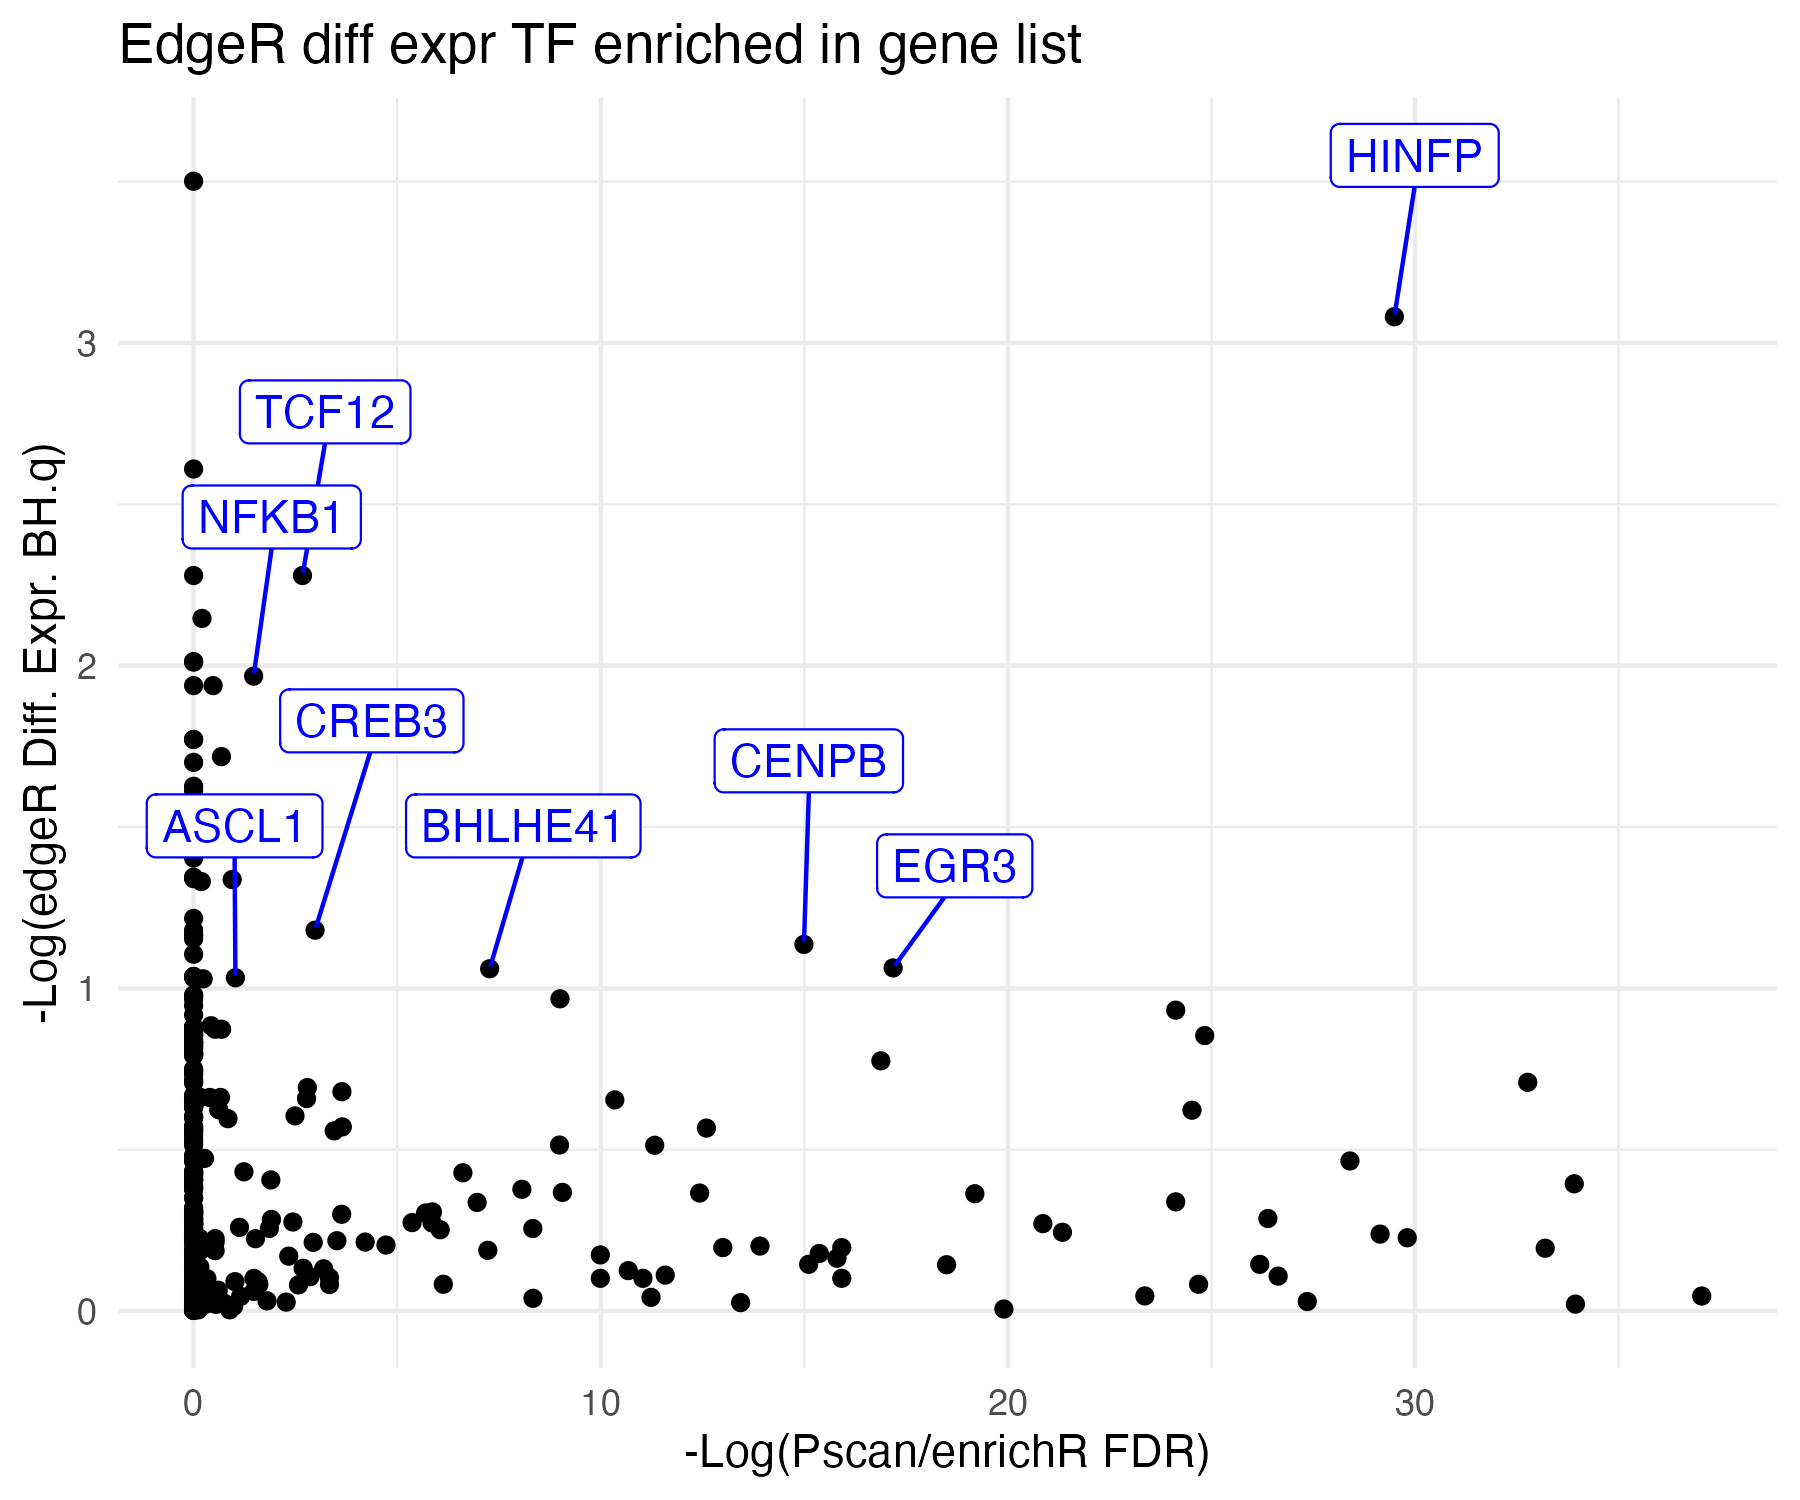 EdgeR diff expr TF enriched in gene list
HINFP
TCF12
NFKB1
CREB3
CENPB
ASCL1
BHLHE41
EGR3
3
2
1
0
-Log(edgeR Diff. Expr. BH.q)
0
10
20
30
-Log(Pscan/enrichR FDR)